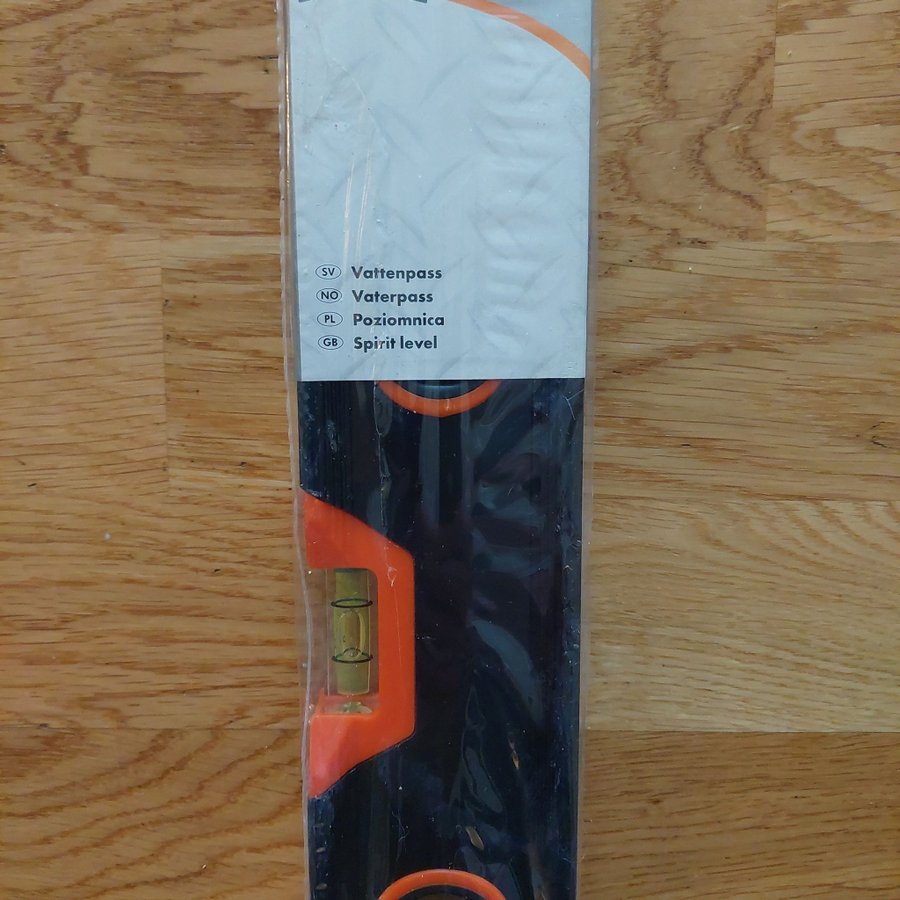 SV Vattenpass
NO Vaterpass
PL Poziomnica
GB Spirit level